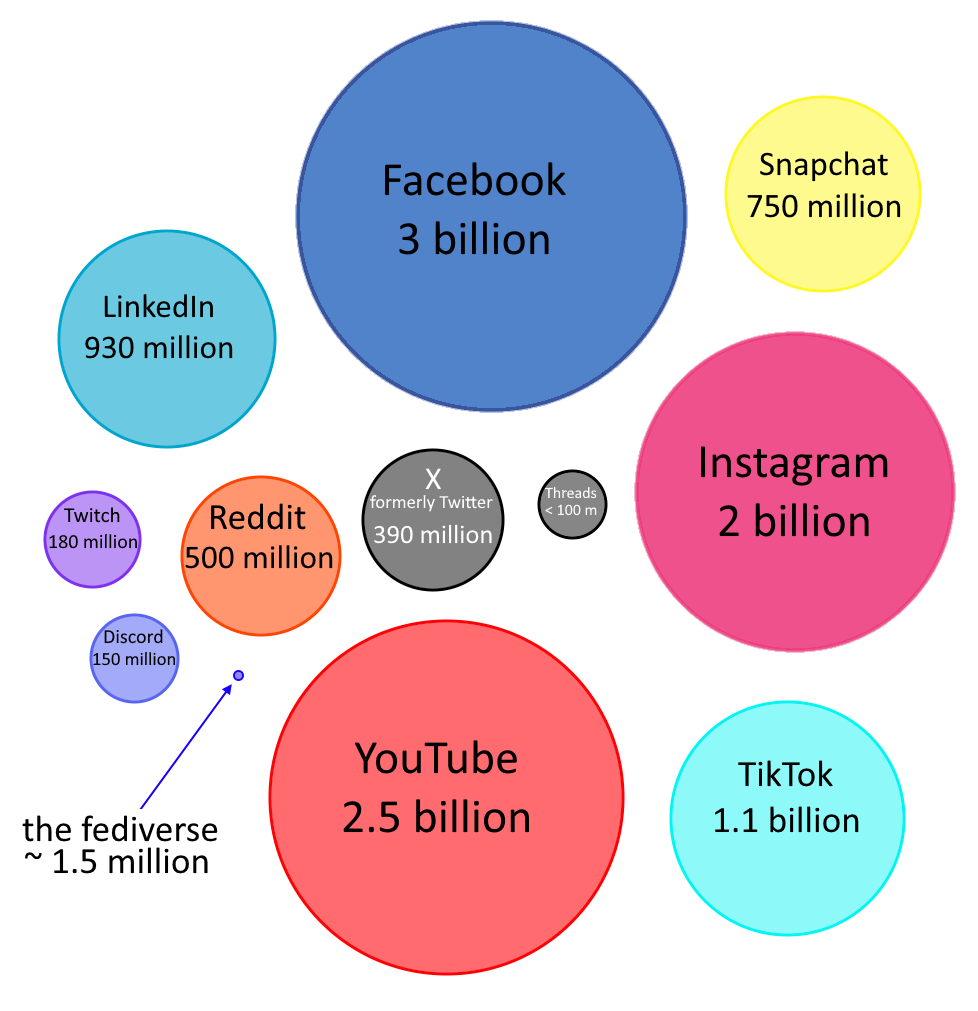 Facebook
3 billion
Snapchat
750 million
LinkedIn
930 million
Instagram
2 billion
X
formerly Twitter
390 million
Threads
< 100 m
Twitch
180 million
Reddit
500 million
Discord
150 million
YouTube
2.5 billion
TikTok
1.1 billion
the fediverse
~ 1.5 million